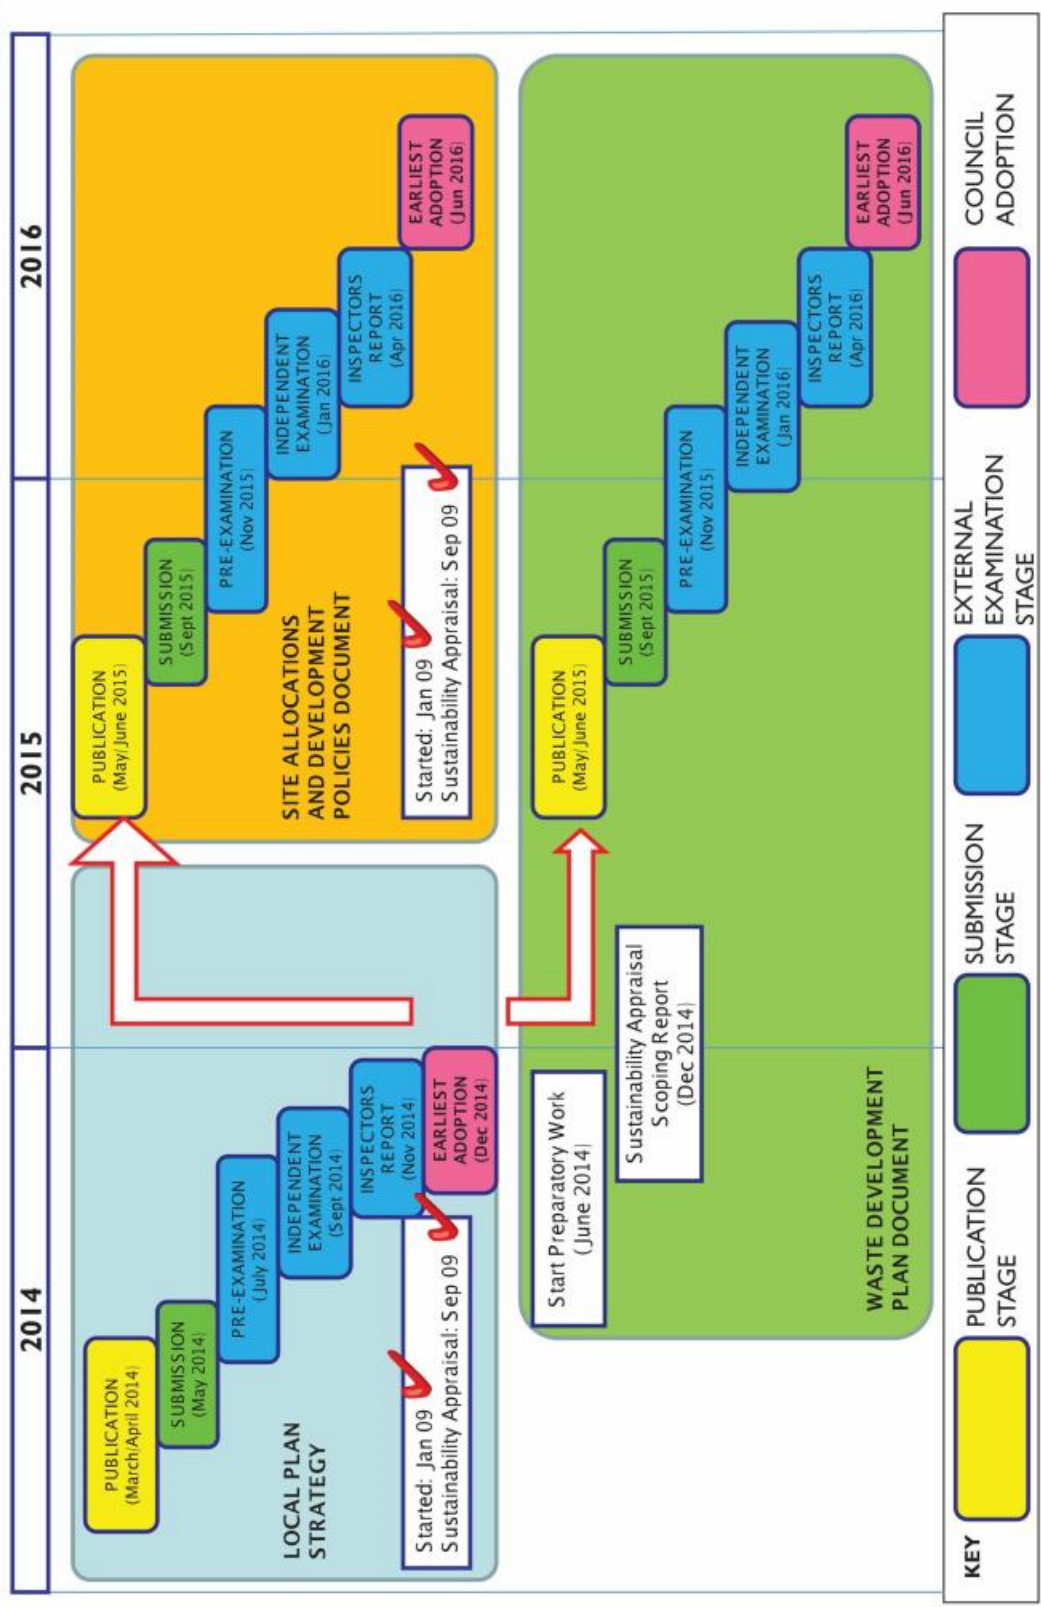 2014
2015
2016
PUBLICATION
(March/April 2014)
SUBMISSION
(May 2014)
PRE-EXAMINATION
(July 2014)
INDEPENDENT
EXAMINATION
(Sept 2014)
INSPECTORS
REPORT
(Nov 2014)
EARLIEST
ADOPTION
(Dec 2014)
LOCAL PLAN
STRATEGY
Started: Jan 09
Sustainability Appraisal: Sep 09
PUBLICATION
(May/June 2015)
SUBMISSION
(Sept 2015)
PRE-EXAMINATION
(Nov 2015)
INDEPENDENT
EXAMINATION
(Jan 2016)
INSPECTORS
REPORT
(Apr 2016)
EARLIEST
ADOPTION
(Jun 2016)
SITE ALLOCATIONS
AND DEVELOPMENT
POLICIES DOCUMENT
Started: Jan 09
Sustainability Appraisal: Sep 09
Start Preparatory Work
(June 2014)
Sustainability Appraisal
Scoping Report
(Dec 2014)
PUBLICATION
(May/June 2015)
SUBMISSION
(Sept 2015)
PRE-EXAMINATION
(Nov 2015)
INDEPENDENT
EXAMINATION
(Jan 2016)
INSPECTORS
REPORT
(Apr 2016)
EARLIEST
ADOPTION
(Jun 2016)
WASTE DEVELOPMENT
PLAN DOCUMENT
KEY
PUBLICATION
STAGE
SUBMISSION
STAGE
EXTERNAL
EXAMINATION
STAGE
COUNCIL
ADOPTION